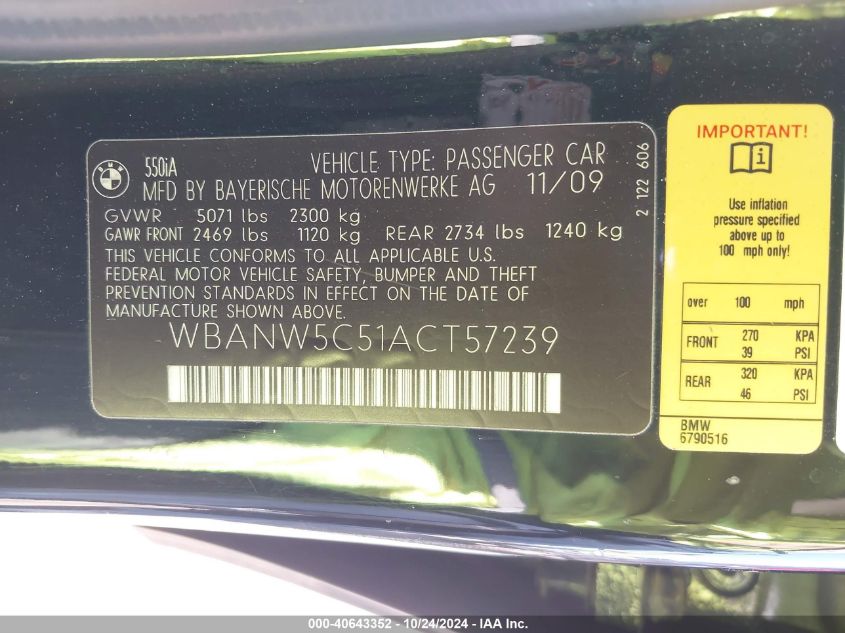 BMW
550iA
VEHICLE TYPE: PASSENGER CAR
MFD BY BAYERISCHE MOTORENWERKE AG 11/09
GVWR 5071 lbs 2300 kg
GAWR FRONT 2469 lbs 1120 kg REAR 2734 lbs 1240 kg
THIS VEHICLE CONFORMS TO ALL APPLICABLE U.S.
FEDERAL MOTOR VEHICLE SAFETY, BUMPER AND THEFT
PREVENTION STANDARDS IN EFFECT ON THE DATE OF
MANUFACTURE SHOWN ABOVE.
WBANW5C51ACT57239
2 122 606
IMPORTANT!
Use inflation
pressure specified
above up to
100 mph only!
over 100 mph
FRONT 270 KPA
39 PSI
REAR 320 KPA
46 PSI
BMW
6790516
000-40643352 - 10/24/2024 - IAA Inc.